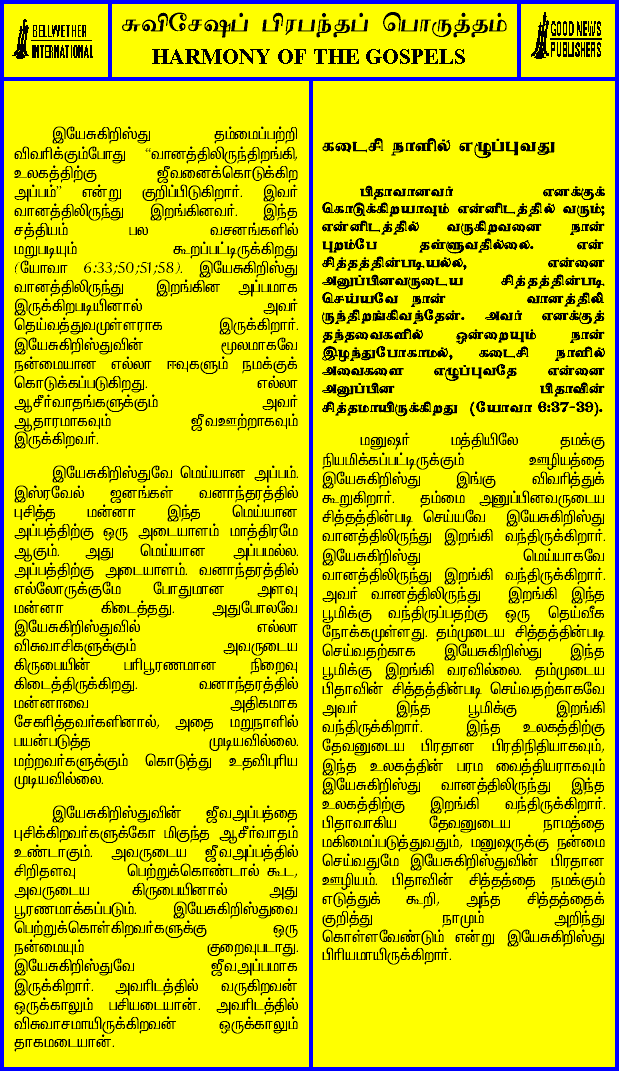 BELLWETHER
INTERNATIONAL
சுவிசேஷப் பிரபந்தப் பொருத்தம்
HARMONY OF THE GOSPELS
GOOD NEWS
PUBLISHERS
இயேசுகிறிஸ்து தம்மைப்பற்றி
விவரிக்கும்போது “வானத்திலிருந்திறங்கி,
உலகத்திற்கு ஜீவனைக்கொடுக்கிற
அப்பம்” என்று குறிப்பிடுகிறார். இவர்
வானத்திலிருந்து இறங்கினவர். இந்த
சத்தியம் பல வசனங்களில்
மறுபடியும் கூறப்பட்டிருக்கிறது
(யோவா 6:33;50;51;58). இயேசுகிறிஸ்து
வானத்திலிருந்து இறங்கின அப்பமாக
இருக்கிறபடியினால் அவர்
தெய்வத்துவமுள்ளராக இருக்கிறார்.
இயேசுகிறிஸ்துவின் மூலமாகவே
நன்மையான எல்லா ஈவுகளும் நமக்குக்
கொடுக்கப்படுகிறது. எல்லா
ஆசீர்வாதங்களுக்கும் அவர்
ஆதாரமாகவும் ஜீவஊற்றாகவும்
இருக்கிறவர்.
இயேசுகிறிஸ்துவே மெய்யான அப்பம்.
இஸ்ரவேல் ஜனங்கள் வனாந்தரத்தில்
புசித்த மன்னா இந்த மெய்யான
அப்பத்திற்கு ஒரு அடையாளம் மாத்திரமே
ஆகும். அது மெய்யான அப்பமல்ல.
அப்பத்திற்கு அடையாளம். வனாந்தரத்தில்
எல்லோருக்குமே போதுமான அளவு
மன்னா கிடைத்தது. அதுபோலவே
இயேசுகிறிஸ்துவில் எல்லா
விசுவாசிகளுக்கும் அவருடைய
கிருபையின் பரிபூரணமான நிறைவு
கிடைத்திருக்கிறது. வனாந்தரத்தில்
மன்னாவை அதிகமாக
சேகரித்தவர்களினால், அதை மறுநாளில்
பயன்படுத்த முடியவில்லை.
மற்றவர்களுக்கும் கொடுத்து உதவிபுரிய
முடியவில்லை.
இயேசுகிறிஸ்துவின் ஜீவஅப்பத்தை
புசிக்கிறவர்களுக்கோ மிகுந்த ஆசீர்வாதம்
உண்டாகும். அவருடைய ஜீவஅப்பத்தில்
சிறிதளவு பெற்றுக்கொண்டால் கூட,
அவருடைய கிருபையினால் அது
பூரணமாக்கப்படும். இயேசுகிறிஸ்துவை
பெற்றுக்கொள்கிறவர்களுக்கு ஒரு
நன்மையும் குறைவுபடாது.
இயேசுகிறிஸ்துவே ஜீவஅப்பமாக
இருக்கிறார். அவரிடத்தில் வருகிறவன்
ஒருக்காலும் பசியடையான். அவரிடத்தில்
விசுவாசமாயிருக்கிறவன் ஒருக்காலும்
தாகமடையான்.
கடைசி நாளில் எழுப்புவது
பிதாவானவர் எனக்குக்
கொடுக்கிறயாவும் என்னிடத்தில் வரும்;
என்னிடத்தில் வருகிறவனை நான்
புறம்பே தள்ளுவதில்லை. என்
சித்தத்தின்படியல்ல, என்னை
அனுப்பினவருடைய சித்தத்தின்படி
செய்யவே நான் வானத்திலி
ருந்திறங்கிவந்தேன். அவர் எனக்குத்
தந்தவைகளில் ஒன்றையும் நான்
இழந்துபோகாமல், கடைசி நாளில்
அவைகளை எழுப்புவதே என்னை
அனுப்பின பிதாவின்
சித்தமாயிருக்கிறது (யோவா 6:37-39).
மனுஷர் மத்தியிலே தமக்கு
நியமிக்கப்பட்டிருக்கும் ஊழியத்தை
இயேசுகிறிஸ்து இங்கு விவரித்துக்
கூறுகிறார். தம்மை அனுப்பினவருடைய
சித்தத்தின்படி செய்யவே இயேசுகிறிஸ்து
வானத்திலிருந்து இறங்கி வந்திருக்கிறார்.
இயேசுகிறிஸ்து மெய்யாகவே
வானத்திலிருந்து இறங்கி வந்திருக்கிறார்.
அவர் வானத்திலிருந்து இறங்கி இந்த
பூமிக்கு வந்திருப்பதற்கு ஒரு தெய்வீக
நோக்கமுள்ளது. தம்முடைய சித்தத்தின்படி
செய்வதற்காக இயேசுகிறிஸ்து இந்த
பூமிக்கு இறங்கி வரவில்லை. தம்முடைய
பிதாவின் சித்தத்தின்படி செய்வதற்காகவே
அவர் இந்த பூமிக்கு இறங்கி
வந்திருக்கிறார். இந்த உலகத்திற்கு
தேவனுடைய பிரதான பிரதிநிதியாகவும்,
இந்த உலகத்தின் பரம வைத்தியராகவும்
இயேசுகிறிஸ்து வானத்திலிருந்து இந்த
உலகத்திற்கு இறங்கி வந்திருக்கிறார்.
பிதாவாகிய தேவனுடைய நாமத்தை
மகிமைப்படுத்துவதும், மனுஷருக்கு நன்மை
செய்வதுமே இயேசுகிறிஸ்துவின் பிரதான
ஊழியம். பிதாவின் சித்தத்தை நமக்கும்
எடுத்துக் கூறி, அந்த சித்தத்தைக்
குறித்து நாமும் அறிந்து
கொள்ளவேண்டும் என்று இயேசுகிறிஸ்து
பிரியமாயிருக்கிறார்.